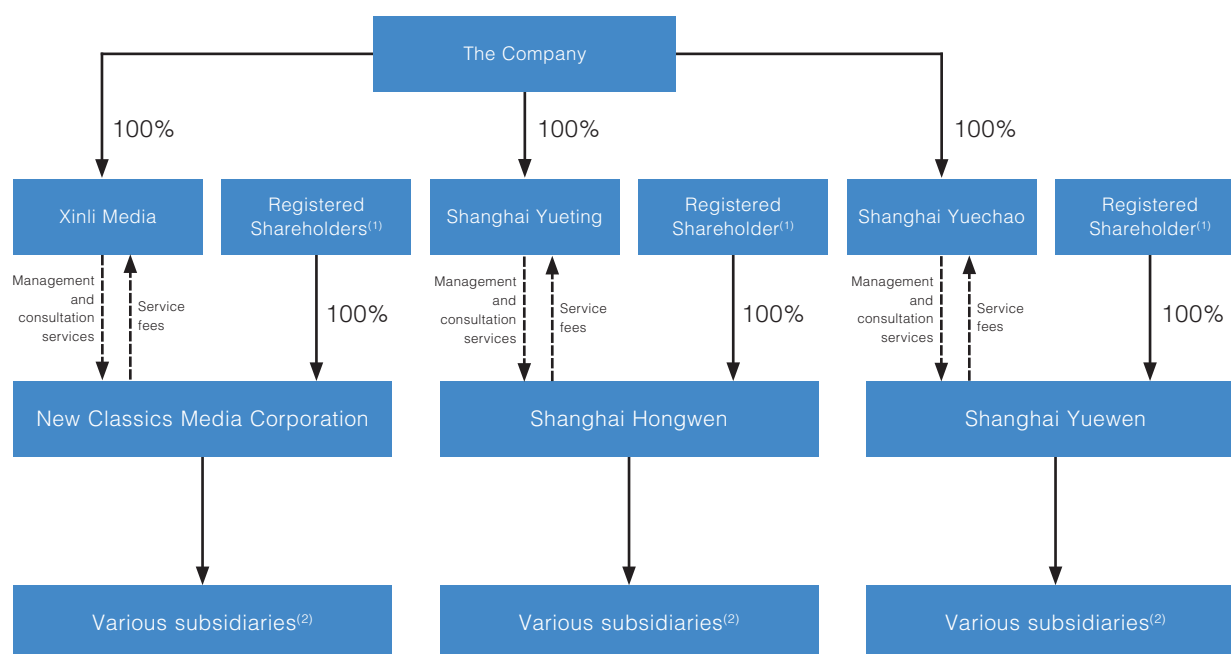 The Company
100%
100%
100%
Xinli Media
Registered
Shareholders(1)
Shanghai Yueting
Registered
Shareholder(1)
Shanghai Yuechao
Registered
Shareholder(1)
Management
and
consultation
services
Service
fees
100%
Management
and
consultation
services
Service
fees
100%
Management
and
consultation
services
Service
fees
100%
New Classics Media Corporation
Shanghai Hongwen
Shanghai Yuewen
Various subsidiaries(2)
Various subsidiaries(2)
Various subsidiaries(2)